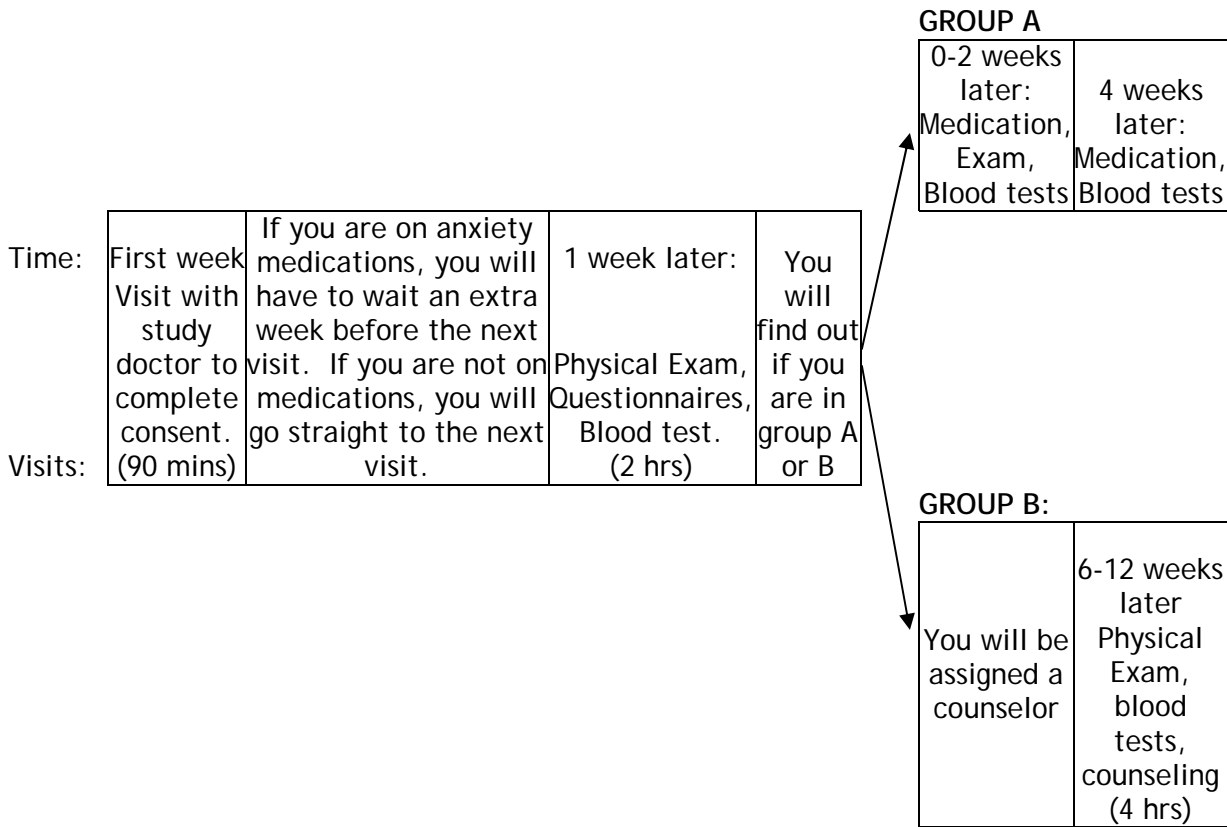 GROUP A
0-2 weeks
later:
Medication,
Exam,
Blood tests
4 weeks
later:
Medication,
Blood tests
Time:
Visits:
First week
Visit with
study
doctor to
complete
consent.
(90 mins)
If you are on anxiety
medications, you will
have to wait an extra
week before the next
visit.  If you are not on
medications, you will
go straight to the next
visit.
1 week later:
Physical Exam,
Questionnaires,
Blood test.
(2 hrs)
You
will
find out
if you
are in
group A
or B
GROUP B:
You will be
assigned a
counselor
6-12 weeks
later
Physical
Exam,
blood
tests,
counseling
(4 hrs)